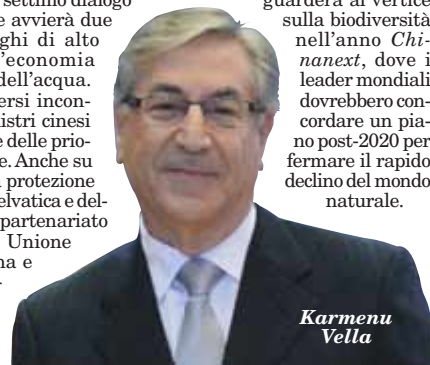 settimo dialogo
e avvierà due
ghi di alto
'economia
dell'acqua.
ersi incon-
istri cinesi
e delle prio-
e. Anche su
protezione
elvatica e del-
partenariato
Unione
na e
guarderà al vertice
sulla biodiversità
nell'anno Chi-
nanext, dove i
leader mondiali
dovrebbero con-
cordare un pia-
no post-2020 per
fermare il rapido
declino del mondo
naturale.
Karmenu
Vella